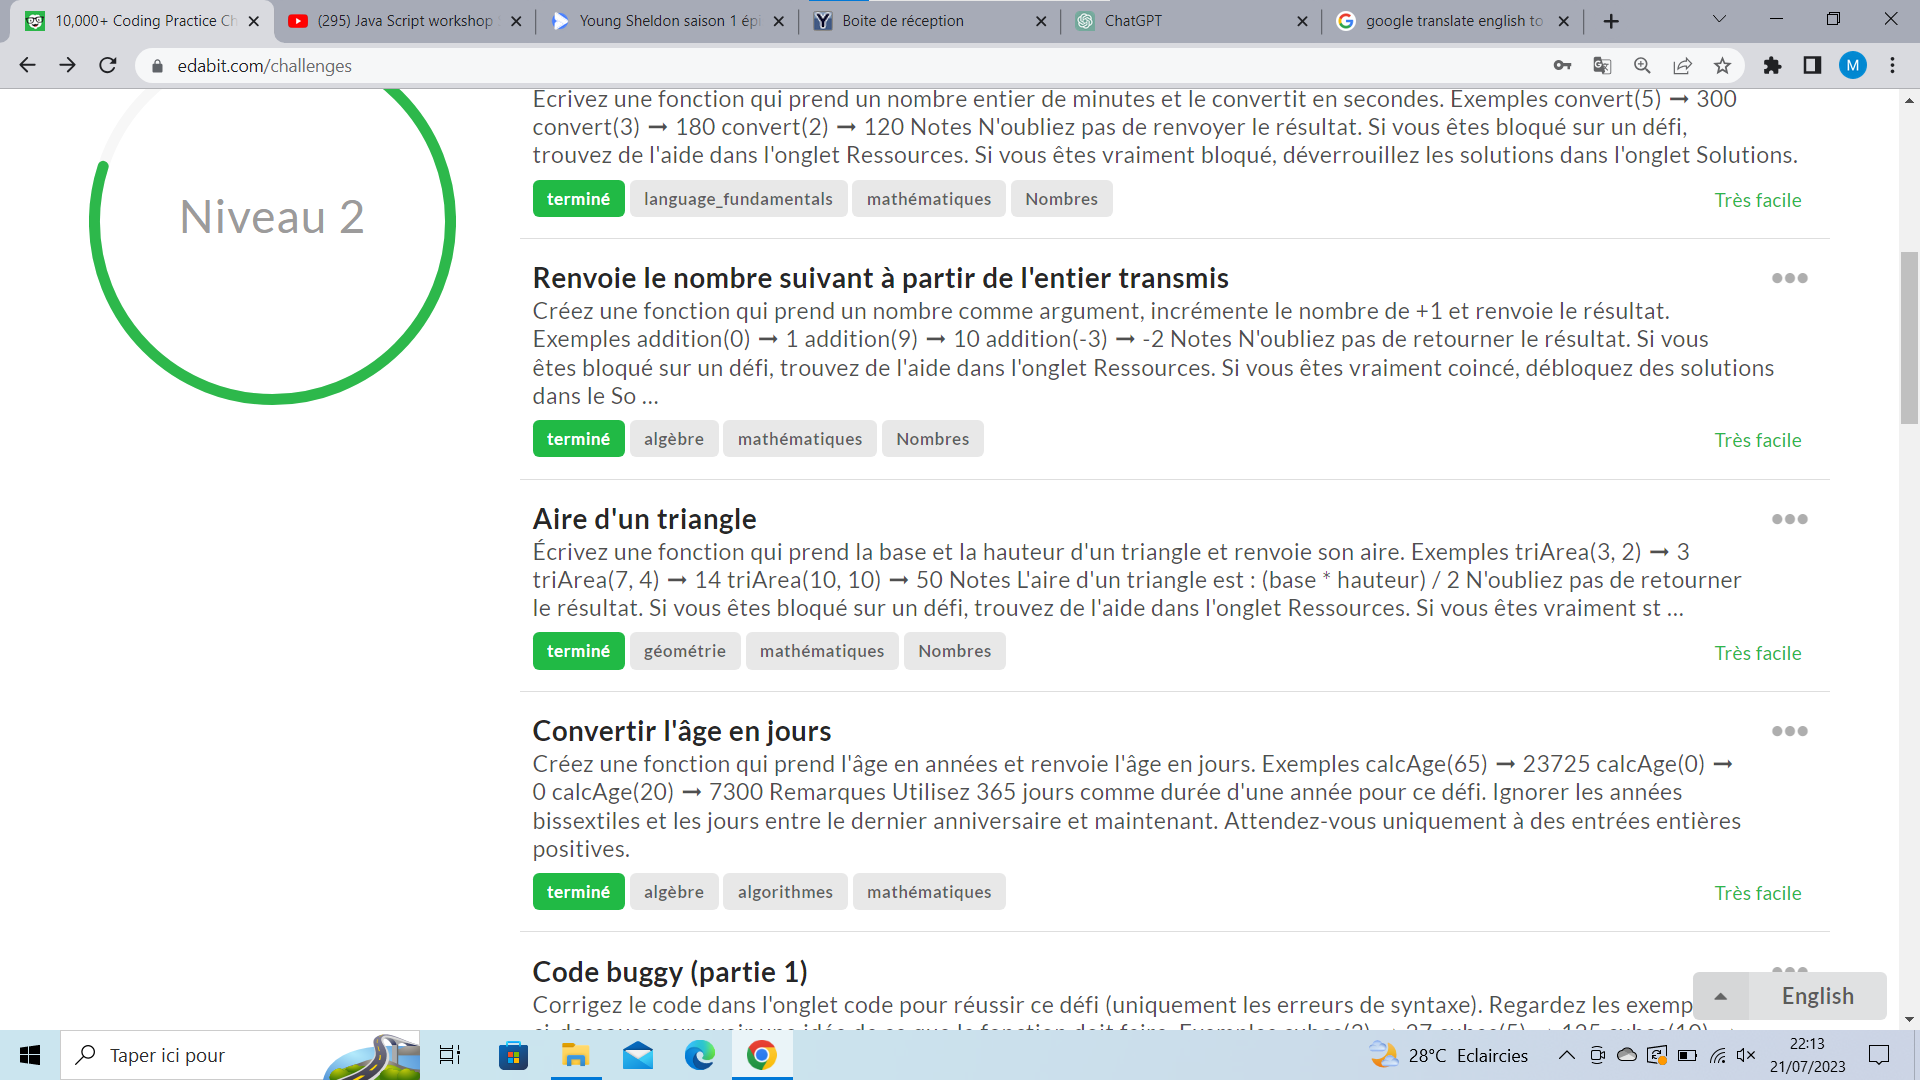 10,000+ Coding Practice Ch
(295) Java Script workshop
Young Sheldon saison 1 épi
Boite de réception
ChatGPT
google translate english to
edabit.com/challenges
M
Niveau 2
Écrivez une fonction qui prend un nombre entier de minutes et le convertit en secondes. Exemples convert(5) ➞ 300
convert(3) ➞ 180 convert(2) ➞ 120 Notes N'oubliez pas de renvoyer le résultat. Si vous êtes bloqué sur un défi,
trouvez de l'aide dans l'onglet Ressources. Si vous êtes vraiment bloqué, déverrouillez les solutions dans l'onglet Solutions.
terminé language_fundamentals mathématiques Nombres Très facile
Renvoie le nombre suivant à partir de l'entier transmis
Créez une fonction qui prend un nombre comme argument, incrémente le nombre de +1 et renvoie le résultat.
Exemples addition(0) ➞ 1 addition(9) ➞ 10 addition(-3) ➞ -2 Notes N'oubliez pas de retourner le résultat. Si vous
êtes bloqué sur un défi, trouvez de l'aide dans l'onglet Ressources. Si vous êtes vraiment coincé, débloquez des solutions
dans le So ...
terminé algèbre mathématiques Nombres Très facile
Aire d'un triangle
Écrivez une fonction qui prend la base et la hauteur d'un triangle et renvoie son aire. Exemples triArea(3, 2) ➞ 3
triArea(7, 4) ➞ 14 triArea(10, 10) ➞ 50 Notes L'aire d'un triangle est : (base * hauteur) / 2 N'oubliez pas de retourner
le résultat. Si vous êtes bloqué sur un défi, trouvez de l'aide dans l'onglet Ressources. Si vous êtes vraiment st ...
terminé géométrie mathématiques Nombres Très facile
Convertir l'âge en jours
Créez une fonction qui prend l'âge en années et renvoie l'âge en jours. Exemples calcAge(65) ➞ 23725 calcAge(0) ➞
0 calcAge(20) ➞ 7300 Remarques Utilisez 365 jours comme durée d'une année pour ce défi. Ignorer les années
bissextiles et les jours entre le dernier anniversaire et maintenant. Attendez-vous uniquement à des entrées entières
positives.
terminé algèbre algorithmes mathématiques Très facile
Code buggy (partie 1)
Corrigez le code dans l'onglet code pour réussir ce défi (uniquement les erreurs de syntaxe). Regardez les exemp
English
Taper ici pour
28°C Eclaircies
22:13
21/07/2023